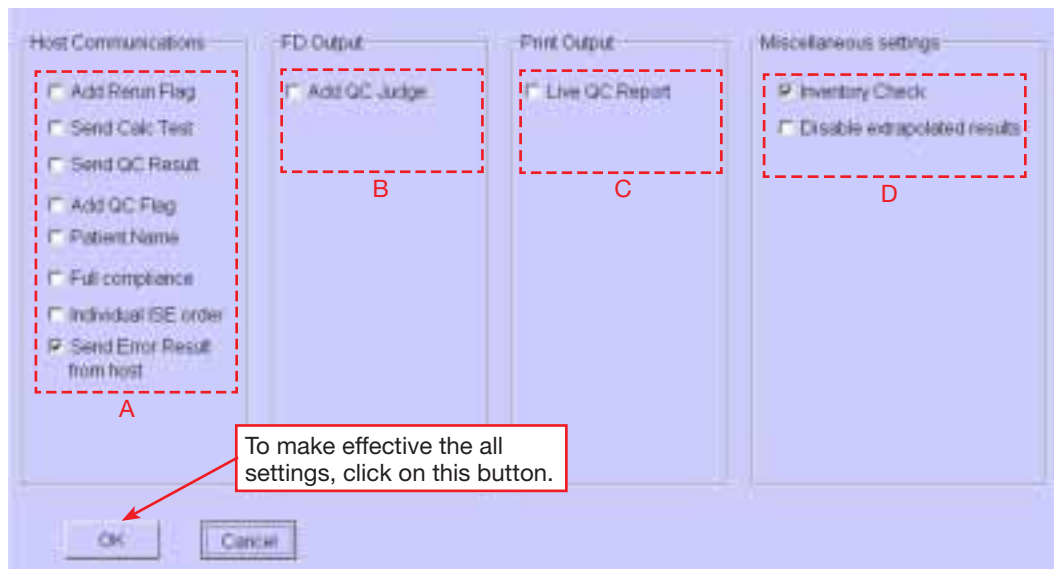 Host Communications
Add Rerun Flag
Send Calc Test
Send QC Result
Add QC Flag
Patient Name
Full compliance
Individual ISE order
Send Error Result
from host
A
FD Output
Add QC Judge
B
Print Output
Live QC Report
C
Miscellaneous settings
Inventory Check
Disable extrapolated results
D
To make effective the all
settings, click on this button.
OK
Cancel